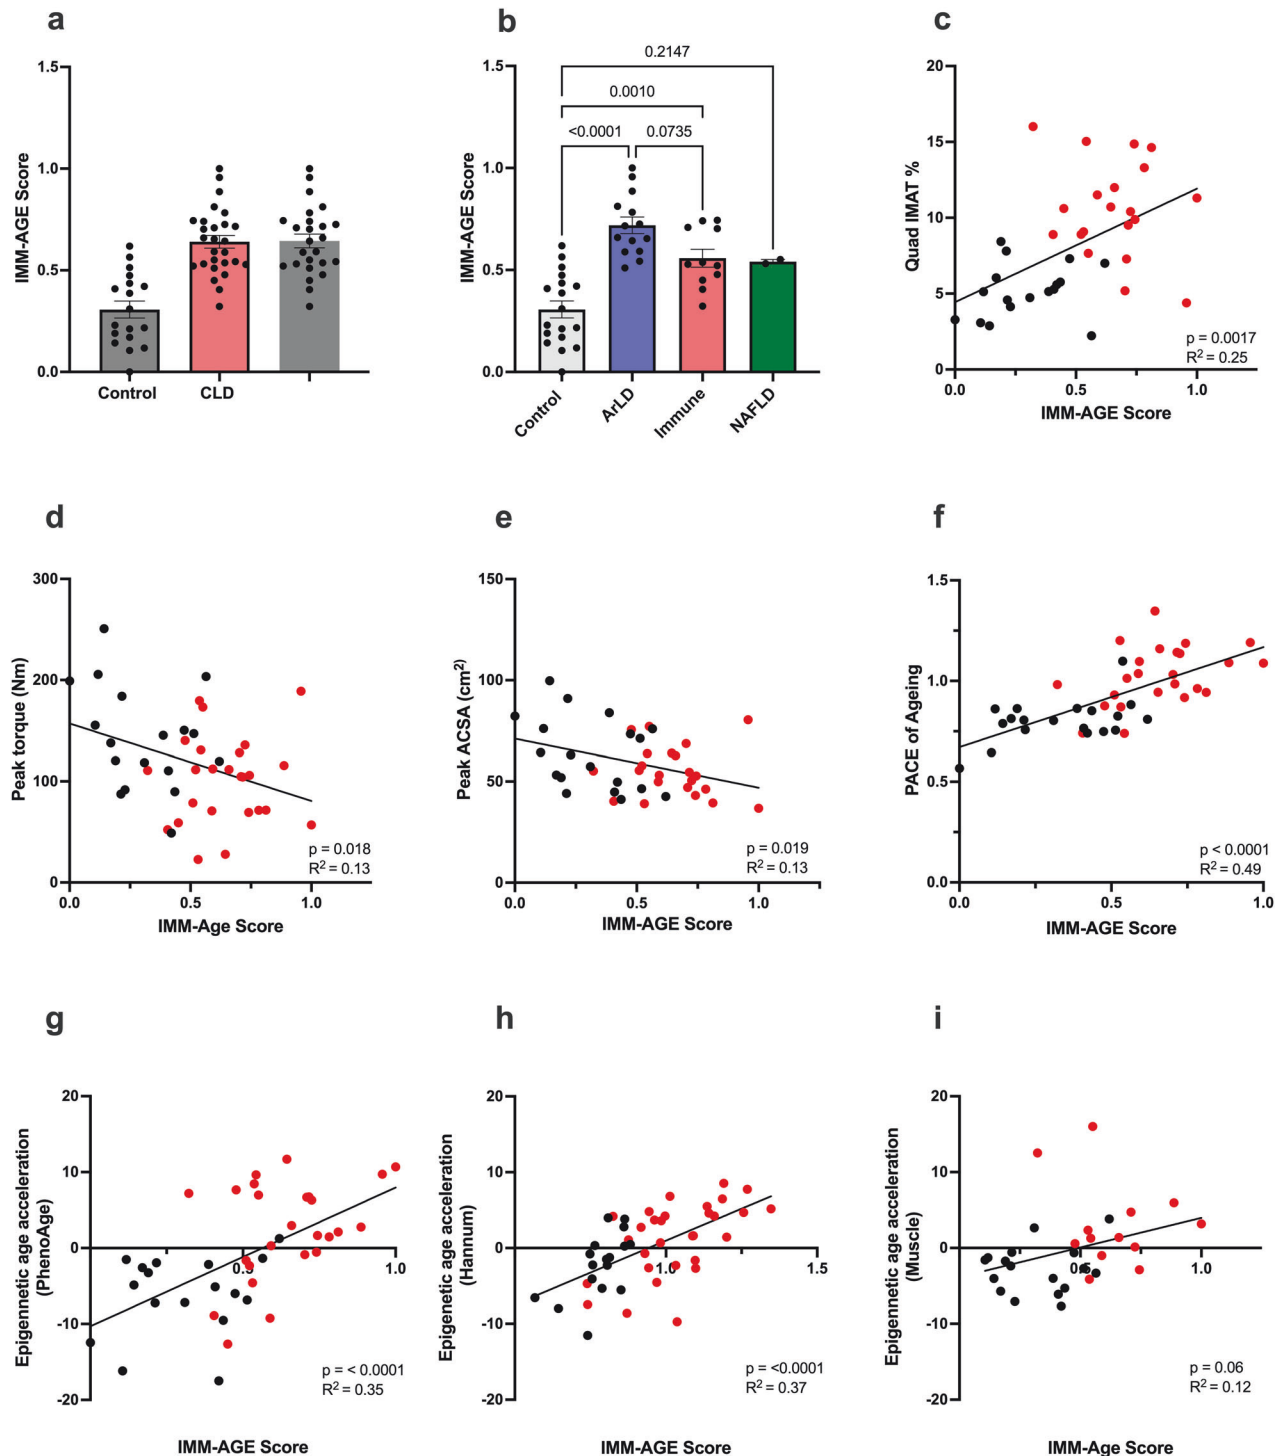 a
1.5
1.0
0.5
0.0
IMM-AGE Score
Control
CLD
b
0.2147
0.0010
<0.0001
0.0735
1.5
1.0
0.5
0.0
IMM-AGE Score
Control
ArLD
Immune
NAFLD
c
20
15
10
5
0
Quad IMAT %
p = 0.0017
R2 = 0.25
0.0
0.5
1.0
IMM-AGE Score
d
300
200
100
0
Peak torque (Nm)
p = 0.018
R2 = 0.13
0.0
0.5
1.0
IMM-Age Score
e
150
100
50
0
Peak ACSA (cm2)
p = 0.019
R2 = 0.13
0.0
0.5
1.0
IMM-AGE Score
f
1.5
1.0
0.5
0.0
PACE of Ageing
p < 0.0001
R2 = 0.49
0.0
0.5
1.0
IMM-AGE Score
g
20
10
0
-10
-20
Epigennetic age acceleration
(PhenoAge)
0.5
1.0
p = < 0.0001
R2 = 0.35
IMM-AGE Score
h
20
10
0
-10
-20
Epigennetic age acceleration
(Hannum)
0.5
1.0
1.5
p = <0.0001
R2 = 0.37
IMM-AGE Score
i
20
10
0
-10
-20
Epigennetic age acceleration
(Muscle)
0.5
1.0
p = 0.06
R2 = 0.12
IMM-Age Score